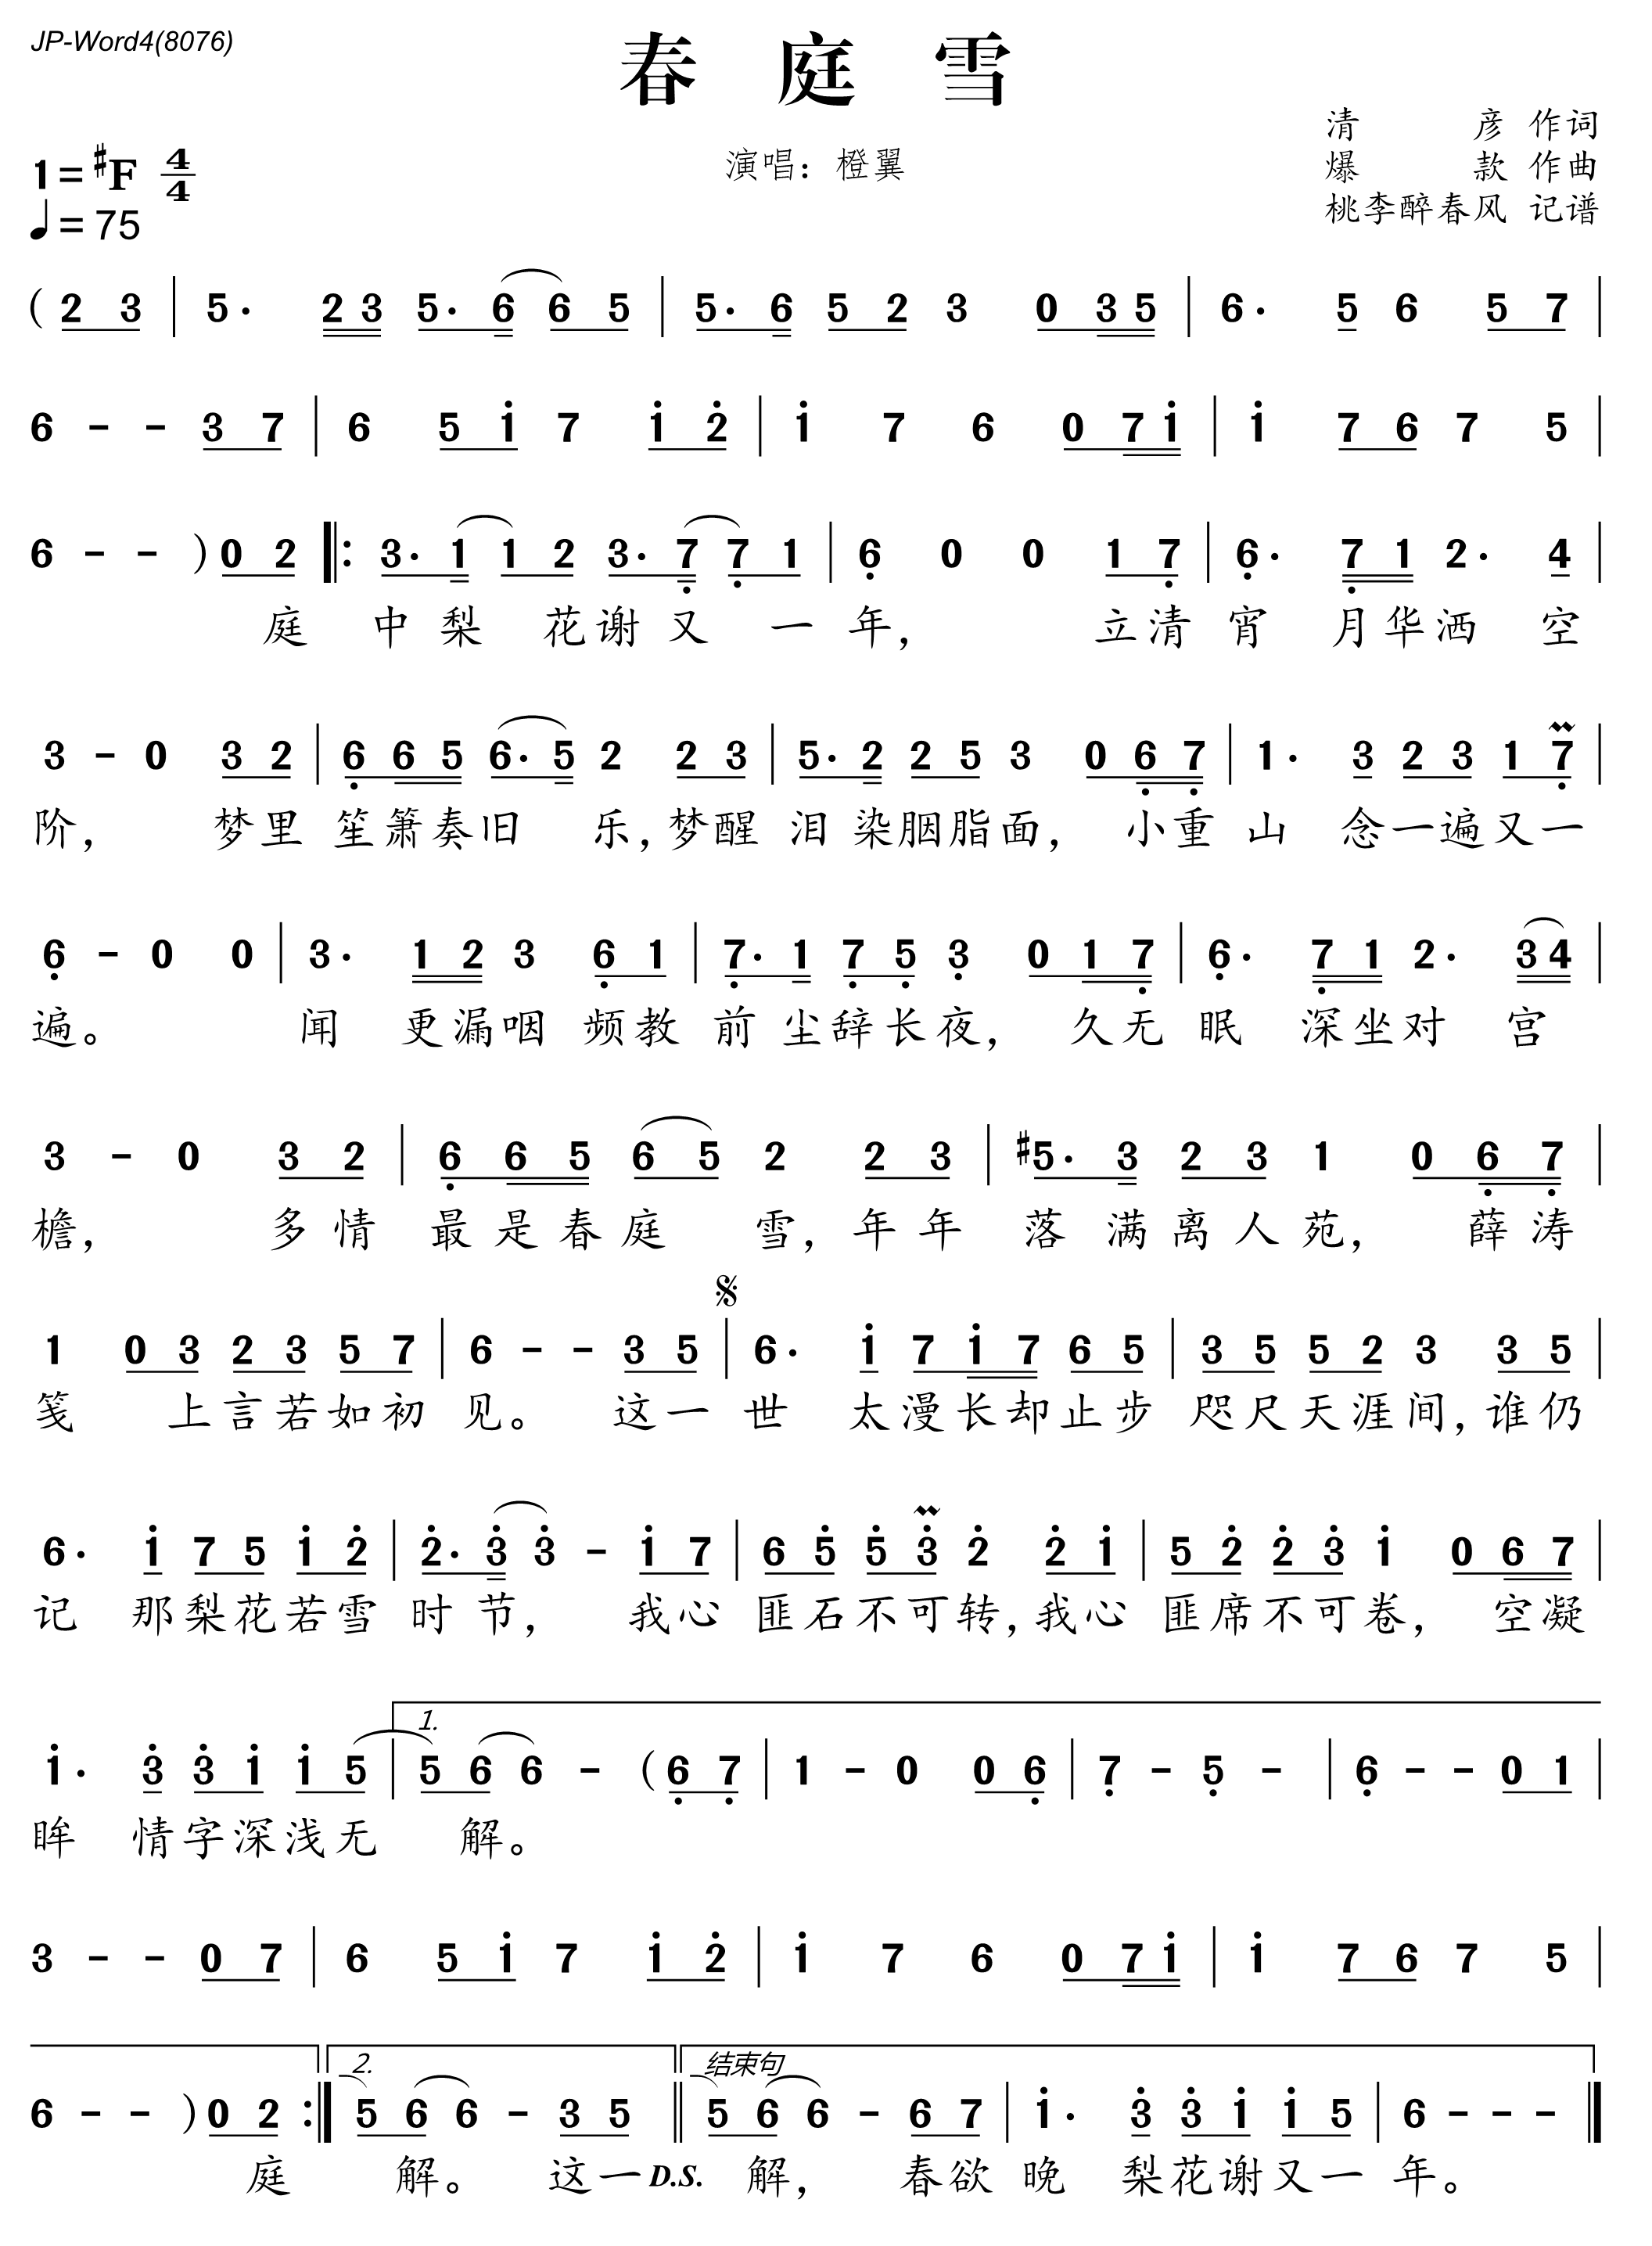 JP-Word4(8076)
春 庭 雪
清 彦 作词
演唱：橙翼
爆 款 作曲
桃李醉春风 记谱
1=#F 4/4
♩=75
( 2 3 | 5· 2 3 5· 6 6 5 | 5· 6 5 2 3 0 3 5 | 6· 5 6 5 7 |
6 - - 3 7 | 6 5 i 7 i 2̇ | i 7 6 0 7 i | i 7 6 7 5 |
6 - - ) 0 2 |: 3· 1 1 2 3· 7̣ 7̣ 1 | 6̣ 0 0 1 7̣ | 6̣· 7̣ 1 2· 4 |
庭 中 梨 花 谢 又 一 年， 立 清 宵 月 华 洒 空
3 - 0 3 2 | 6̣ 6 5 6· 5 2 2 3 | 5· 2 2 5 3 0 6̣ 7̣ | 1· 3 2 3 1 7̣ |
阶， 梦 里 笙 箫 奏 旧 乐，梦 醒 泪 染 胭 脂 面， 小 重 山 念 一 遍 又 一
6̣ - 0 0 | 3· 1 2 3 6̣ 1 | 7̣· 1 7̣ 5̣ 3̣ 0 1 7̣ | 6̣· 7̣ 1 2· 3 4 |
遍。 闻 更 漏 咽 频 教 前 尘 辞 长 夜， 久 无 眠 深 坐 对 宫
3 - 0 3 2 | 6̣ 6 5 6 5 2 2 3 | #5· 3 2 3 1 0 6̣ 7̣ |
檐， 多 情 最 是 春 庭 雪，年 年 落 满 离 人 苑， 薛 涛
1 0 3 2 3 5 7 | 6 - - 3 5 | 6· i 7 i 7 6 5 | 3 5 5 2 3 3 5 |
笺 上 言 若 如 初 见。 这 一 世 太 漫 长 却 止 步 咫 尺 天 涯 间，谁 仍
6· i 7 5 i 2̇ | 2̇· 3̇ 3̇ - i 7 | 6 5̇ 5̇ 3̇ 2̇ 2̇ i | 5 2̇ 2̇ 3̇ i 0 6 7 |
记 那 梨 花 若 雪 时 节， 我 心 匪 石 不 可 转，我 心 匪 席 不 可 卷， 空 凝
1.
i· 3̇ 3̇ i i 5 | 5 6 6 - ( 6̣ 7̣ | 1 - 0 0 6̣ | 7̣ - 5̣ - | 6̣ - - 0 1 |
眸 情 字 深 浅 无 解。
3 - - 0 7 | 6 5 i 7 i 2̇ | i 7 6 0 7 i | i 7 6 7 5 |
2. 结束句
6 - - ) 0 2 :| 5 6 6 - 3 5 || 5 6 6 - 6 7 | i· 3̇ 3̇ i i 5 | 6 - - - |
庭 解。 这 一 D.S. 解， 春 欲 晚 梨 花 谢 又 一 年。